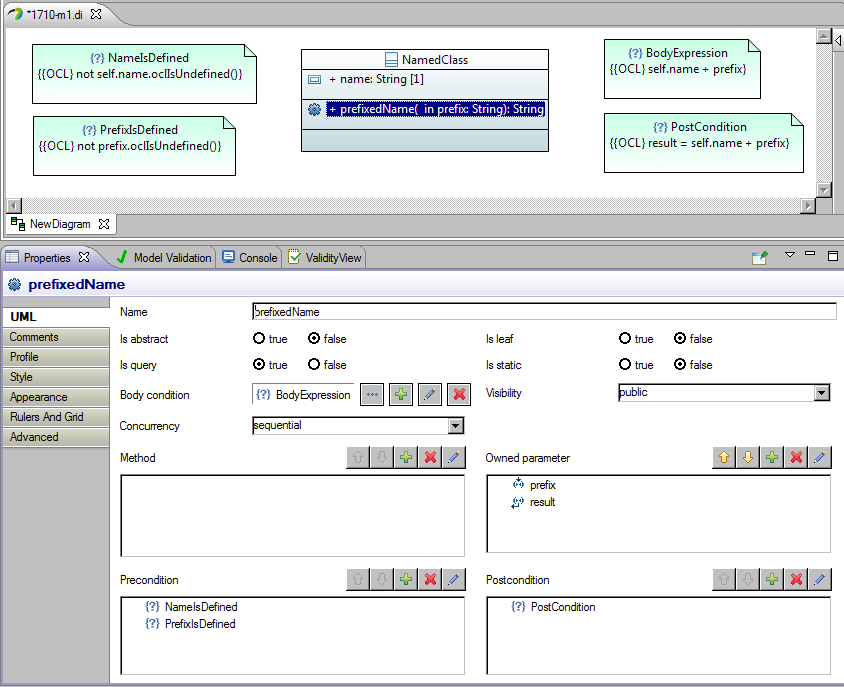 *1710-m1.di
NameIsDefined
{{OCL} not self.name.oclIsUndefined()}
NamedClass
+ name: String [1]
+ prefixedName( in prefix: String): String
BodyExpression
{{OCL} self.name + prefix}
PrefixIsDefined
{{OCL} not prefix.oclIsUndefined()}
PostCondition
{{OCL} result = self.name + prefix}
NewDiagram
Properties Model Validation Console ValidityView
prefixedName
UML
Comments
Profile
Style
Appearance
Rulers And Grid
Advanced
Name prefixedName
Is abstract true false Is leaf true false
Is query true false Is static true false
Body condition {?} BodyExpression Visibility public
Concurrency sequential
Method Owned parameter
prefix
result
Precondition Postcondition
{?} NameIsDefined {?} PostCondition
{?} PrefixIsDefined